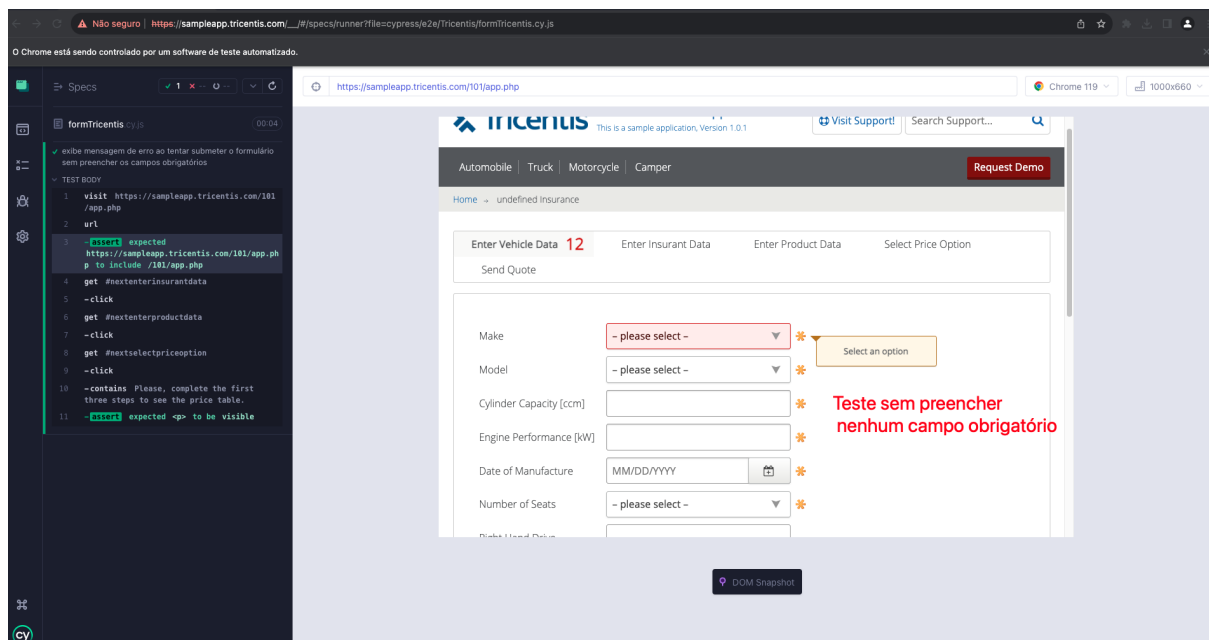 Não seguro | https://sampleapp.tricentis.com/__/#/specs/runner?file=cypress/e2e/Tricentis/formTricentis.cy.js
O Chrome está sendo controlado por um software de teste automatizado.
Specs
1
--
--
formTricentis.cy.js
00:04
exibe mensagem de erro ao tentar submeter o formulário
sem preencher os campos obrigatórios
TEST BODY
1 visit https://sampleapp.tricentis.com/101
/app.php
2 url
3 -assert expected
https://sampleapp.tricentis.com/101/app.ph
p to include /101/app.php
4 get #nextenterinsurantdata
5 -click
6 get #nextenterproductdata
7 -click
8 get #nextselectpriceoption
9 -click
10 -contains Please, complete the first
three steps to see the price table.
11 -assert expected <p> to be visible
cy
https://sampleapp.tricentis.com/101/app.php
Chrome 119
1000x660
Tricentis
This is a sample application, Version 1.0.1
Visit Support!
Search Support...
Automobile | Truck | Motorcycle | Camper
Request Demo
Home → undefined Insurance
Enter Vehicle Data 12
Enter Insurant Data
Enter Product Data
Select Price Option
Send Quote
Make
– please select –
Select an option
Model
– please select –
Cylinder Capacity [ccm]
Teste sem preencher
nenhum campo obrigatório
Engine Performance [kW]
Date of Manufacture
MM/DD/YYYY
Number of Seats
– please select –
Right Hand Drive
DOM Snapshot